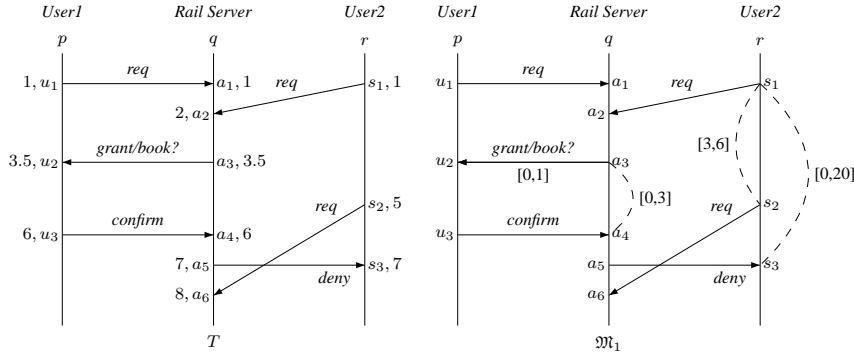 User1 Rail Server User2 User1 Rail Server User2
p q r p q r
req req
1, u₁ a₁, 1 req s₁, 1 u₁ a₁ req s₁
2, a₂ a₂
grant/book? grant/book? [3,6]
3.5, u₂ a₃, 3.5 u₂ a₃
[0,1] [0,20]
[0,3]
req s₂, 5 req s₂
confirm confirm
6, u₃ a₄, 6 u₃ a₄
7, a₅ s₃, 7 a₅ s₃
deny deny
8, a₆ a₆
T 𝔐₁